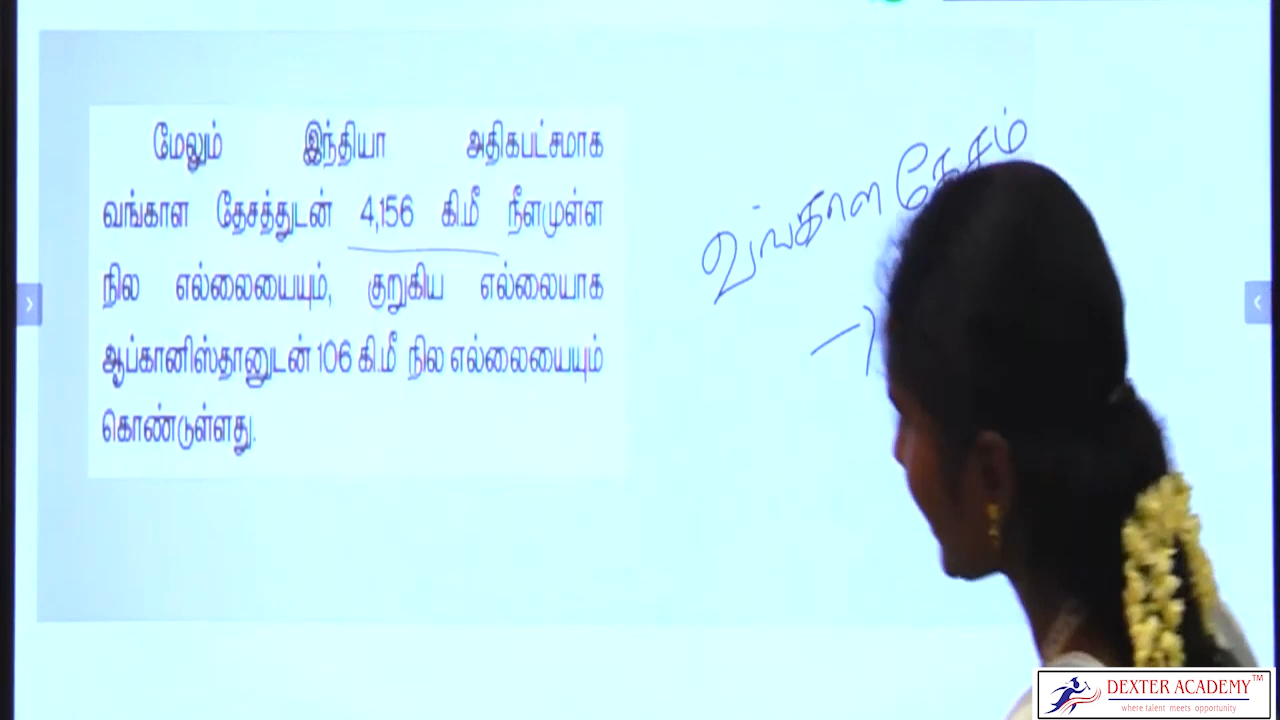 மேலும் இந்தியா அதிகபட்சமாக
வங்காள தேசத்துடன் 4,156 கி.மீ நீளமுள்ள
நில எல்லையையும், குறுகிய எல்லையாக
ஆப்கானிஸ்தானுடன் 106 கி.மீ நில எல்லையையும்
கொண்டுள்ளது.
வங்காள தேசம்
DEXTER ACADEMY™
where talent meets opportunity